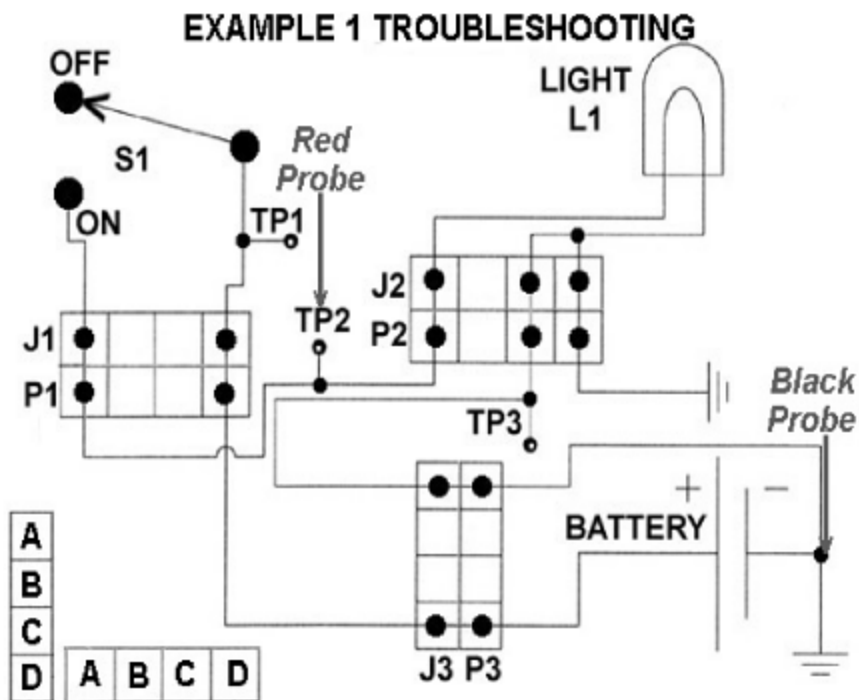 EXAMPLE 1 TROUBLESHOOTING
OFF
LIGHT
L1
S1
Red
Probe
ON
TP1
J2
TP2
P2
J1
P1
Black
Probe
TP3
+
−
BATTERY
A
B
C
D
A B C D
J3 P3